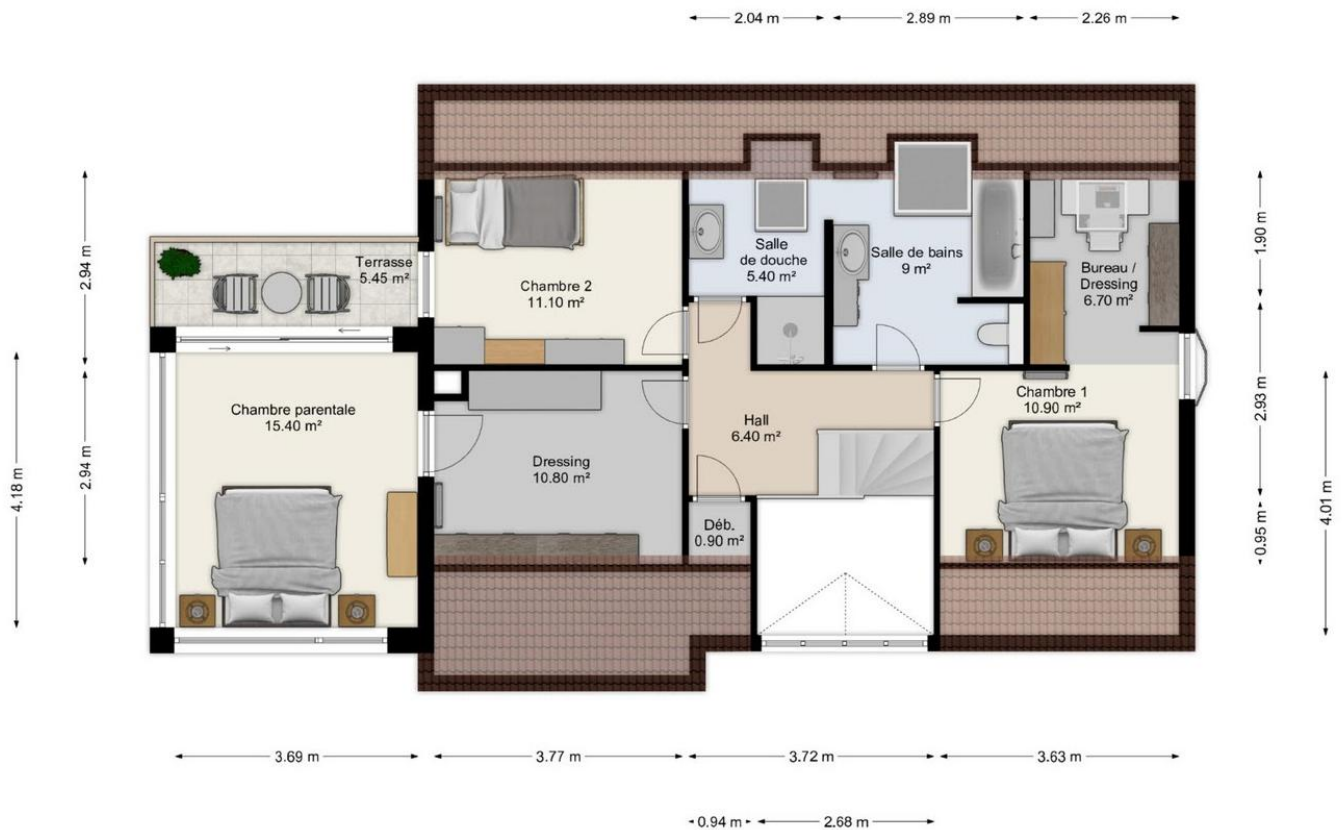 2.04 m
2.89 m
2.26 m
2.94 m
1.90 m
Terrasse
5.45 m²
Chambre 2
11.10 m²
Salle
de douche
5.40 m²
Salle de bains
9 m²
Bureau /
Dressing
6.70 m²
4.18 m
2.94 m
Chambre parentale
15.40 m²
Dressing
10.80 m²
Hall
6.40 m²
Déb.
0.90 m²
Chambre 1
10.90 m²
2.93 m
0.95 m
4.01 m
3.69 m
3.77 m
3.72 m
3.63 m
0.94 m
2.68 m